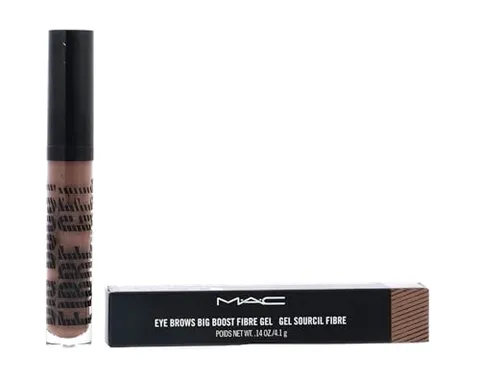 MAC
EYE BROWS BIG BOOST FIBRE GEL GEL SOURCIL FIBRE
POIDS NET WT. .14 OZ./4.1 g